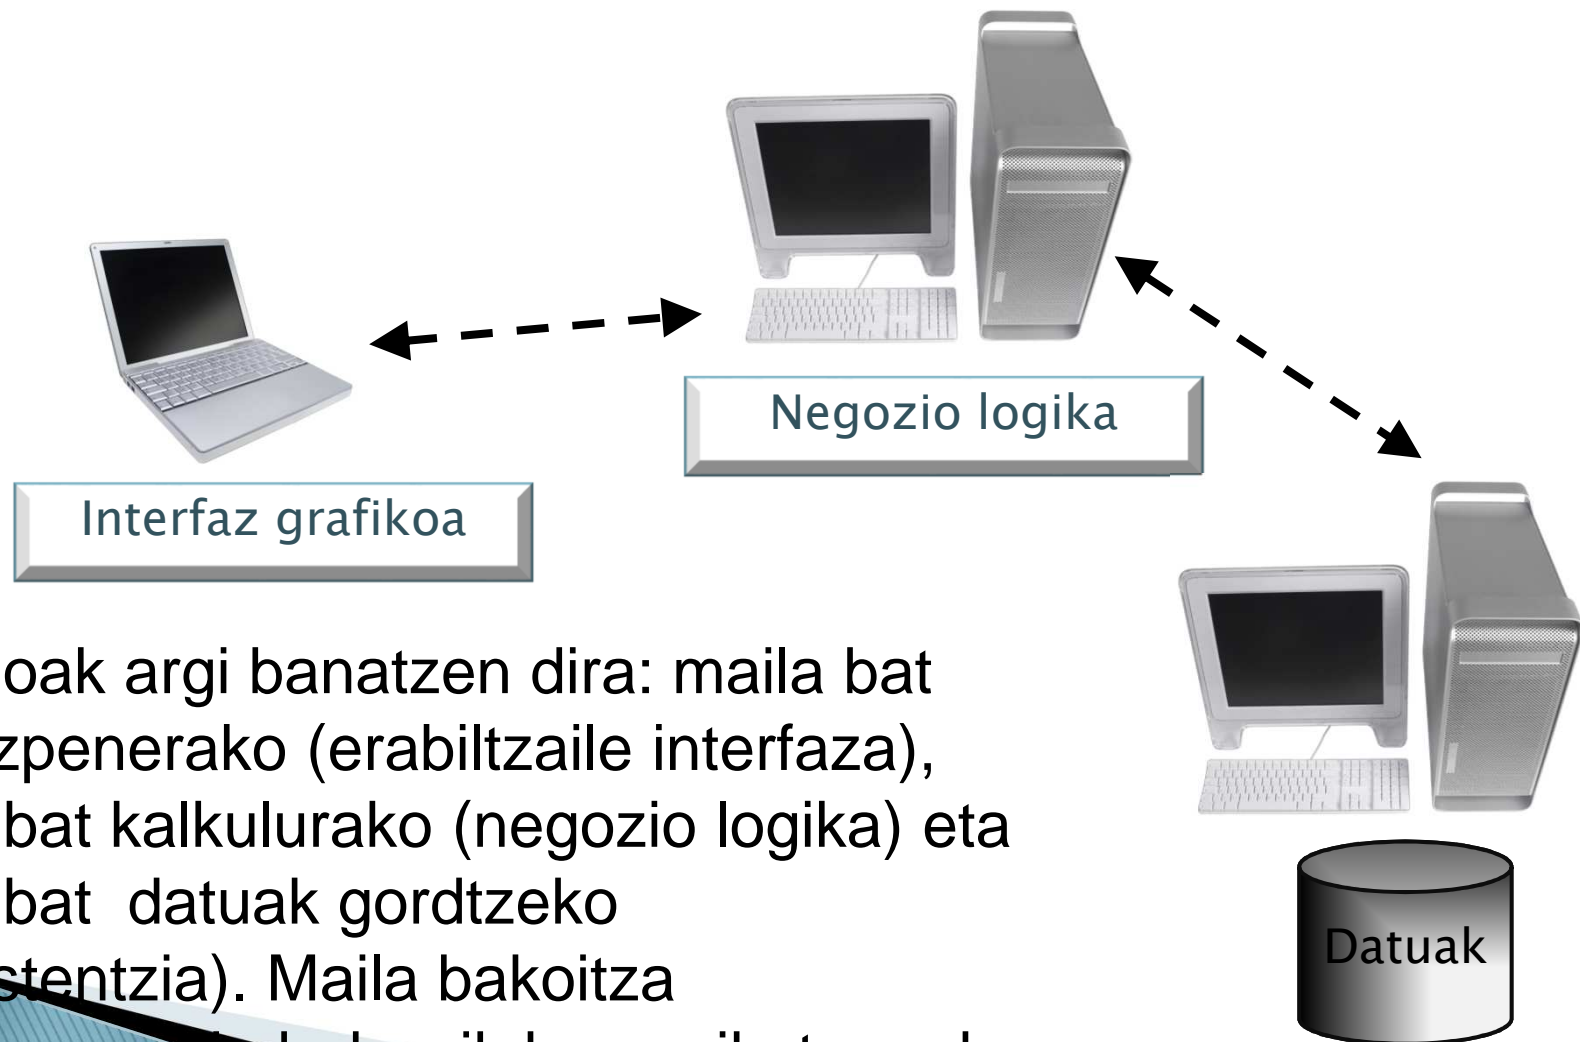 Negozio logika
Interfaz grafikoa
oak argi banatzen dira: maila bat
zpenerako (erabiltzaile interfaza),
bat kalkulurako (negozio logika) eta
bat datuak gordtzeko
stentzia). Maila bakoitza
Datuak